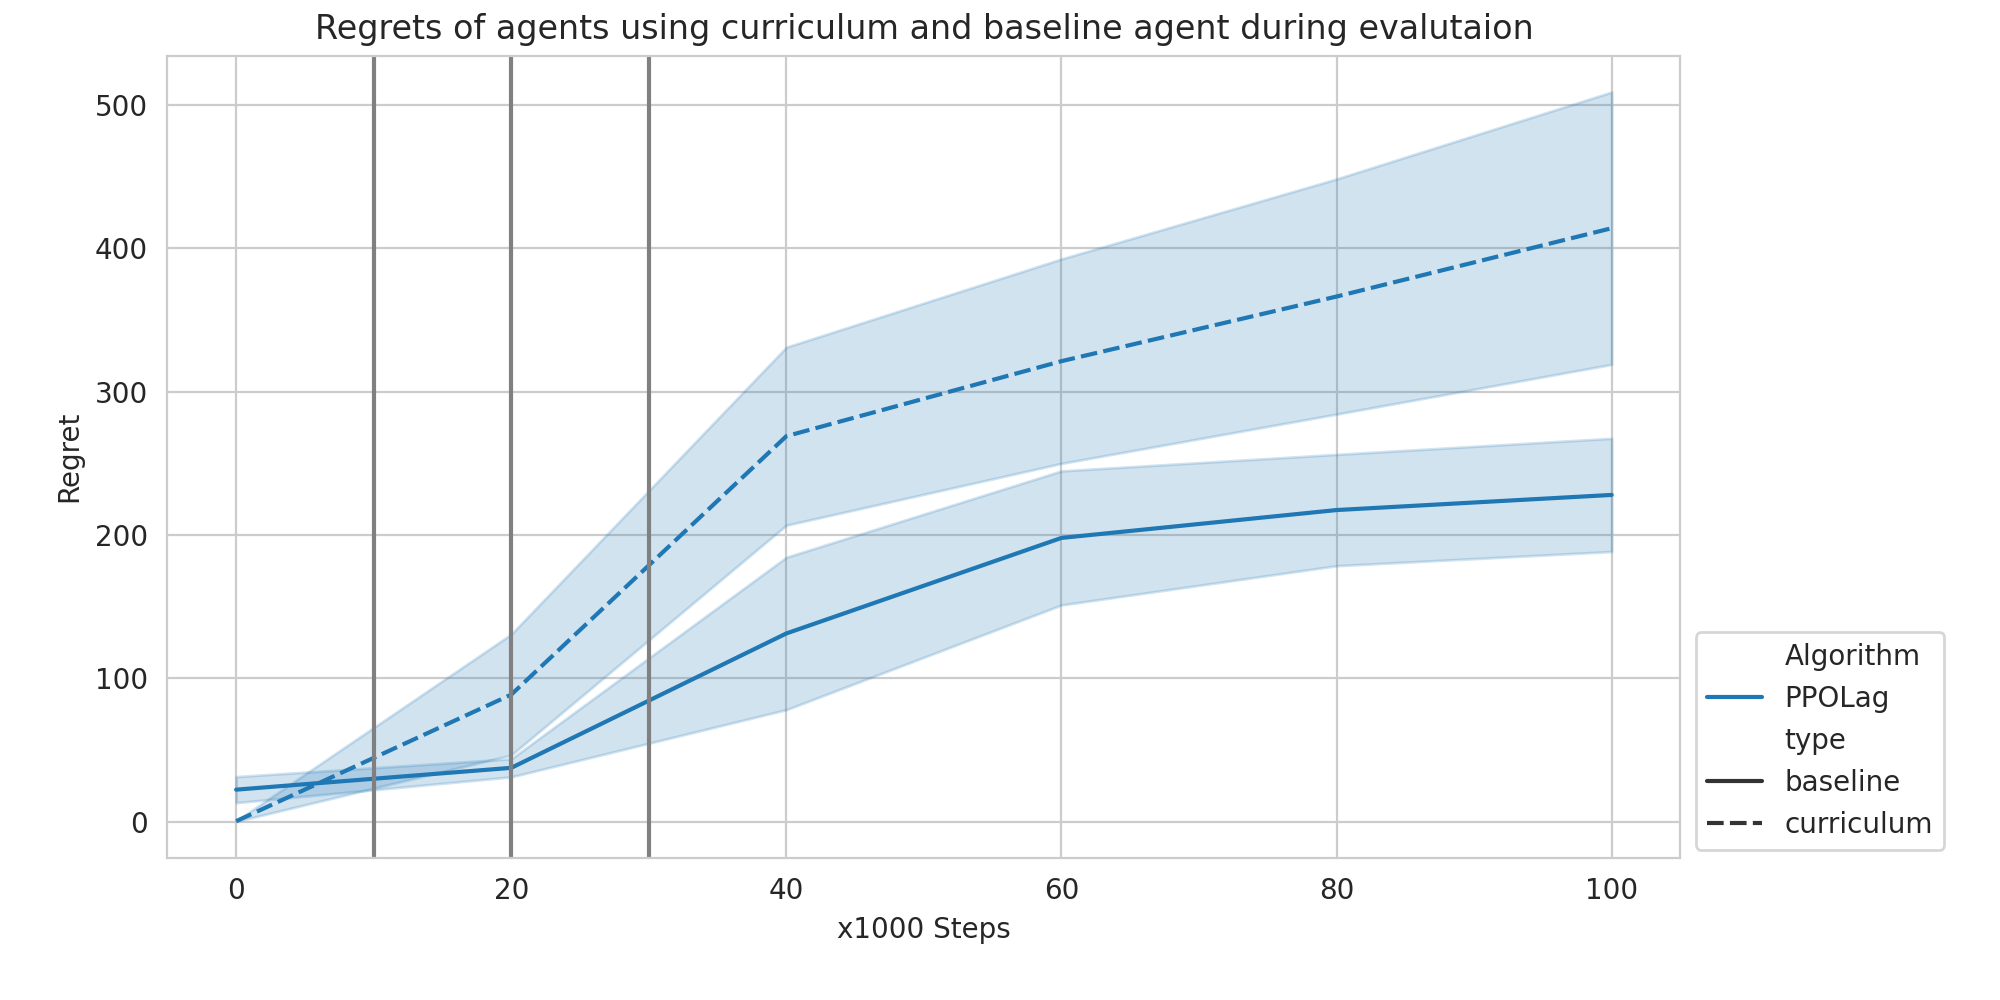 Regrets of agents using curriculum and baseline agent during evalutaion
500
400
300
200
100
0
Regret
0 20 40 60 80 100
x1000 Steps
Algorithm
PPOLag
type
baseline
curriculum